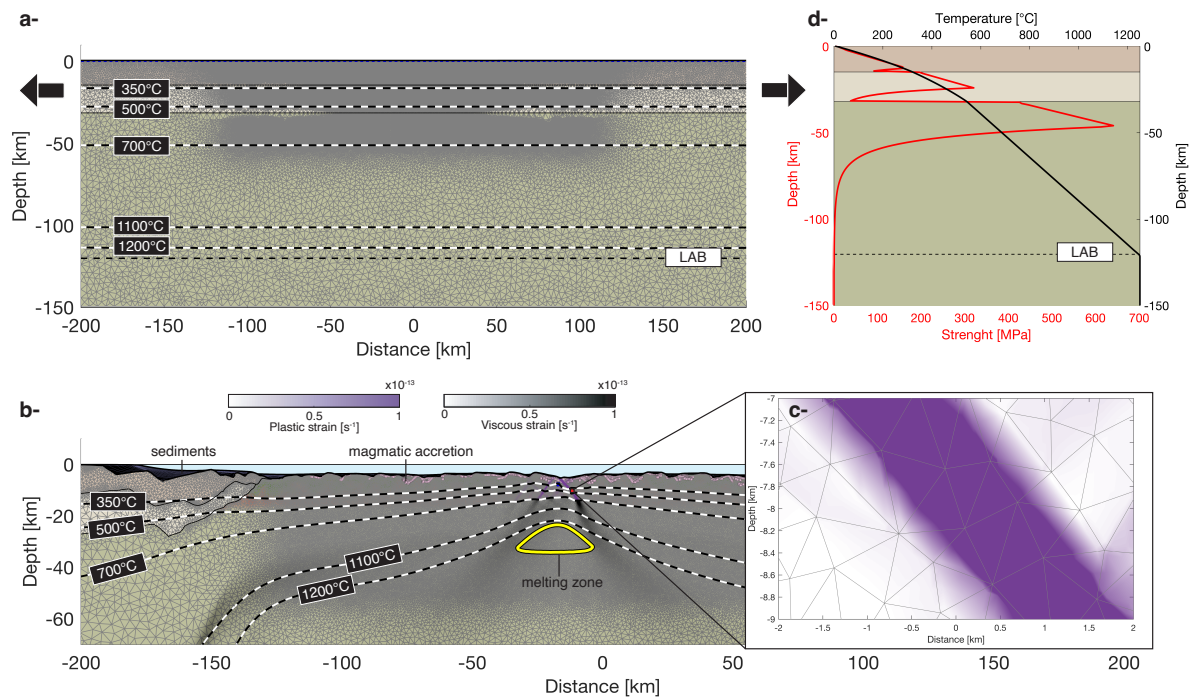 a-
0
-50
-100
-150
Depth [km]
350°C
500°C
700°C
1100°C
1200°C
LAB
-200 -150 -100 -50 0 50 100 150 200
Distance [km]
d-
Temperature [°C]
0 200 400 600 800 1000 1200
0
-50
-100
-150
Depth [km]
LAB
0
-50
-100
-150
Depth [km]
0 100 200 300 400 500 600 700
Strenght [MPa]
b-
x10-13
0 0.5 1
Plastic strain [s-1]
x10-13
0 0.5 1
Viscous strain [s-1]
sediments
magmatic accretion
0
-20
-40
-60
Depth [km]
350°C
500°C
700°C
1100°C
1200°C
melting zone
-200 -150 -100 -50 0 50 100 150 200
Distance [km]
c-
-7
-7.2
-7.4
-7.6
-7.8
-8
-8.2
-8.4
-8.6
-8.8
-9
Depth [km]
-2 -1.5 -1 -0.5 0 0.5 1 1.5 2
Distance [km]